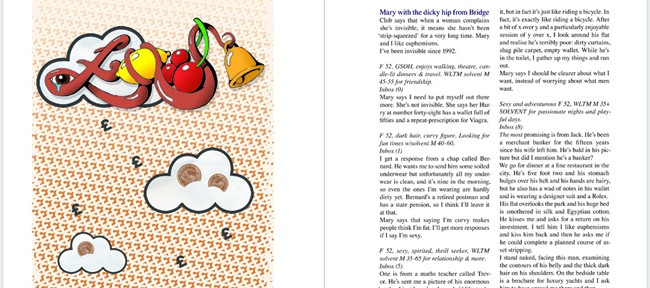 £
£
£
£
£
Mary with the dicky hip from Bridge
Club says that when a woman complains
she's invisible, it means she hasn't been
'strip-squeezed' for a very long time. Mary
and I like euphemisms.
I've been invisible since 1992.
F 52, GSOH, enjoys walking, theatre, can-
dle-lit dinners & travel. WLTM solvent M
45-55 for friendship.
Inbox (0)
Mary says I need to put myself out there
more. She's not invisible. She says her Har-
ry at number forty-eight has a wallet full of
fifties and a repeat-prescription for Viagra.
F 52, dark hair, curvy figure. Looking for
fun times w/solvent M 40-60.
Inbox (1)
I get a response from a chap called Ber-
nard. He wants me to send him some soiled
underwear but unfortunately all my under-
wear is clean, and it's nine in the morning,
so even the ones I'm wearing are hardly
dirty yet. Bernard's a retired postman and
has a state pension, so I think I'll leave it
at that.
Mary says that saying I'm curvy makes
people think I'm fat. I'll get more responses
if I say I'm sexy.
F 52, sexy, spirited, thrill seeker, WLTM
solvent M 35-65 for relationship & more.
Inbox (5)
One is from a maths teacher called Trev-
or. He's sent me a picture of his enormous
it, but in fact it's just like riding a bicycle. In
fact, it's exactly like riding a bicycle. After
a bit of x over y and a particularly enjoyable
session of y over x, I look around his flat
and realise he's terribly poor: dirty curtains,
shag pile carpet, empty wallet. While he's
in the toilet, I gather up my things and run
out.
Mary says I should be clearer about what I
want, instead of worrying about what men
want.
Sexy and adventurous F 52, WLTM M 35+
SOLVENT for passionate nights and play-
ful days.
Inbox (8)
The most promising is from Jack. He's been
a merchant banker for the fifteen years
since his wife left him. He's bald in his pic-
ture but did I mention he's a banker?
We go for dinner at a fine restaurant in the
city. He's five foot two and his stomach
bulges over his belt and his hands are hairy,
but he also has a wad of notes in his wallet
and is wearing a designer suit and a Rolex.
His flat overlooks the park and his huge bed
is smothered in silk and Egyptian cotton.
He kisses me and asks for a return on his
investment. I tell him I like euphemisms
and kiss him back and then he asks me if
he could complete a planned course of as-
set stripping.
I stand naked, facing this man, examining
the contours of his belly and the thick dark
hair on his shoulders. On the bedside table
is a brochure for luxury yachts and I ask